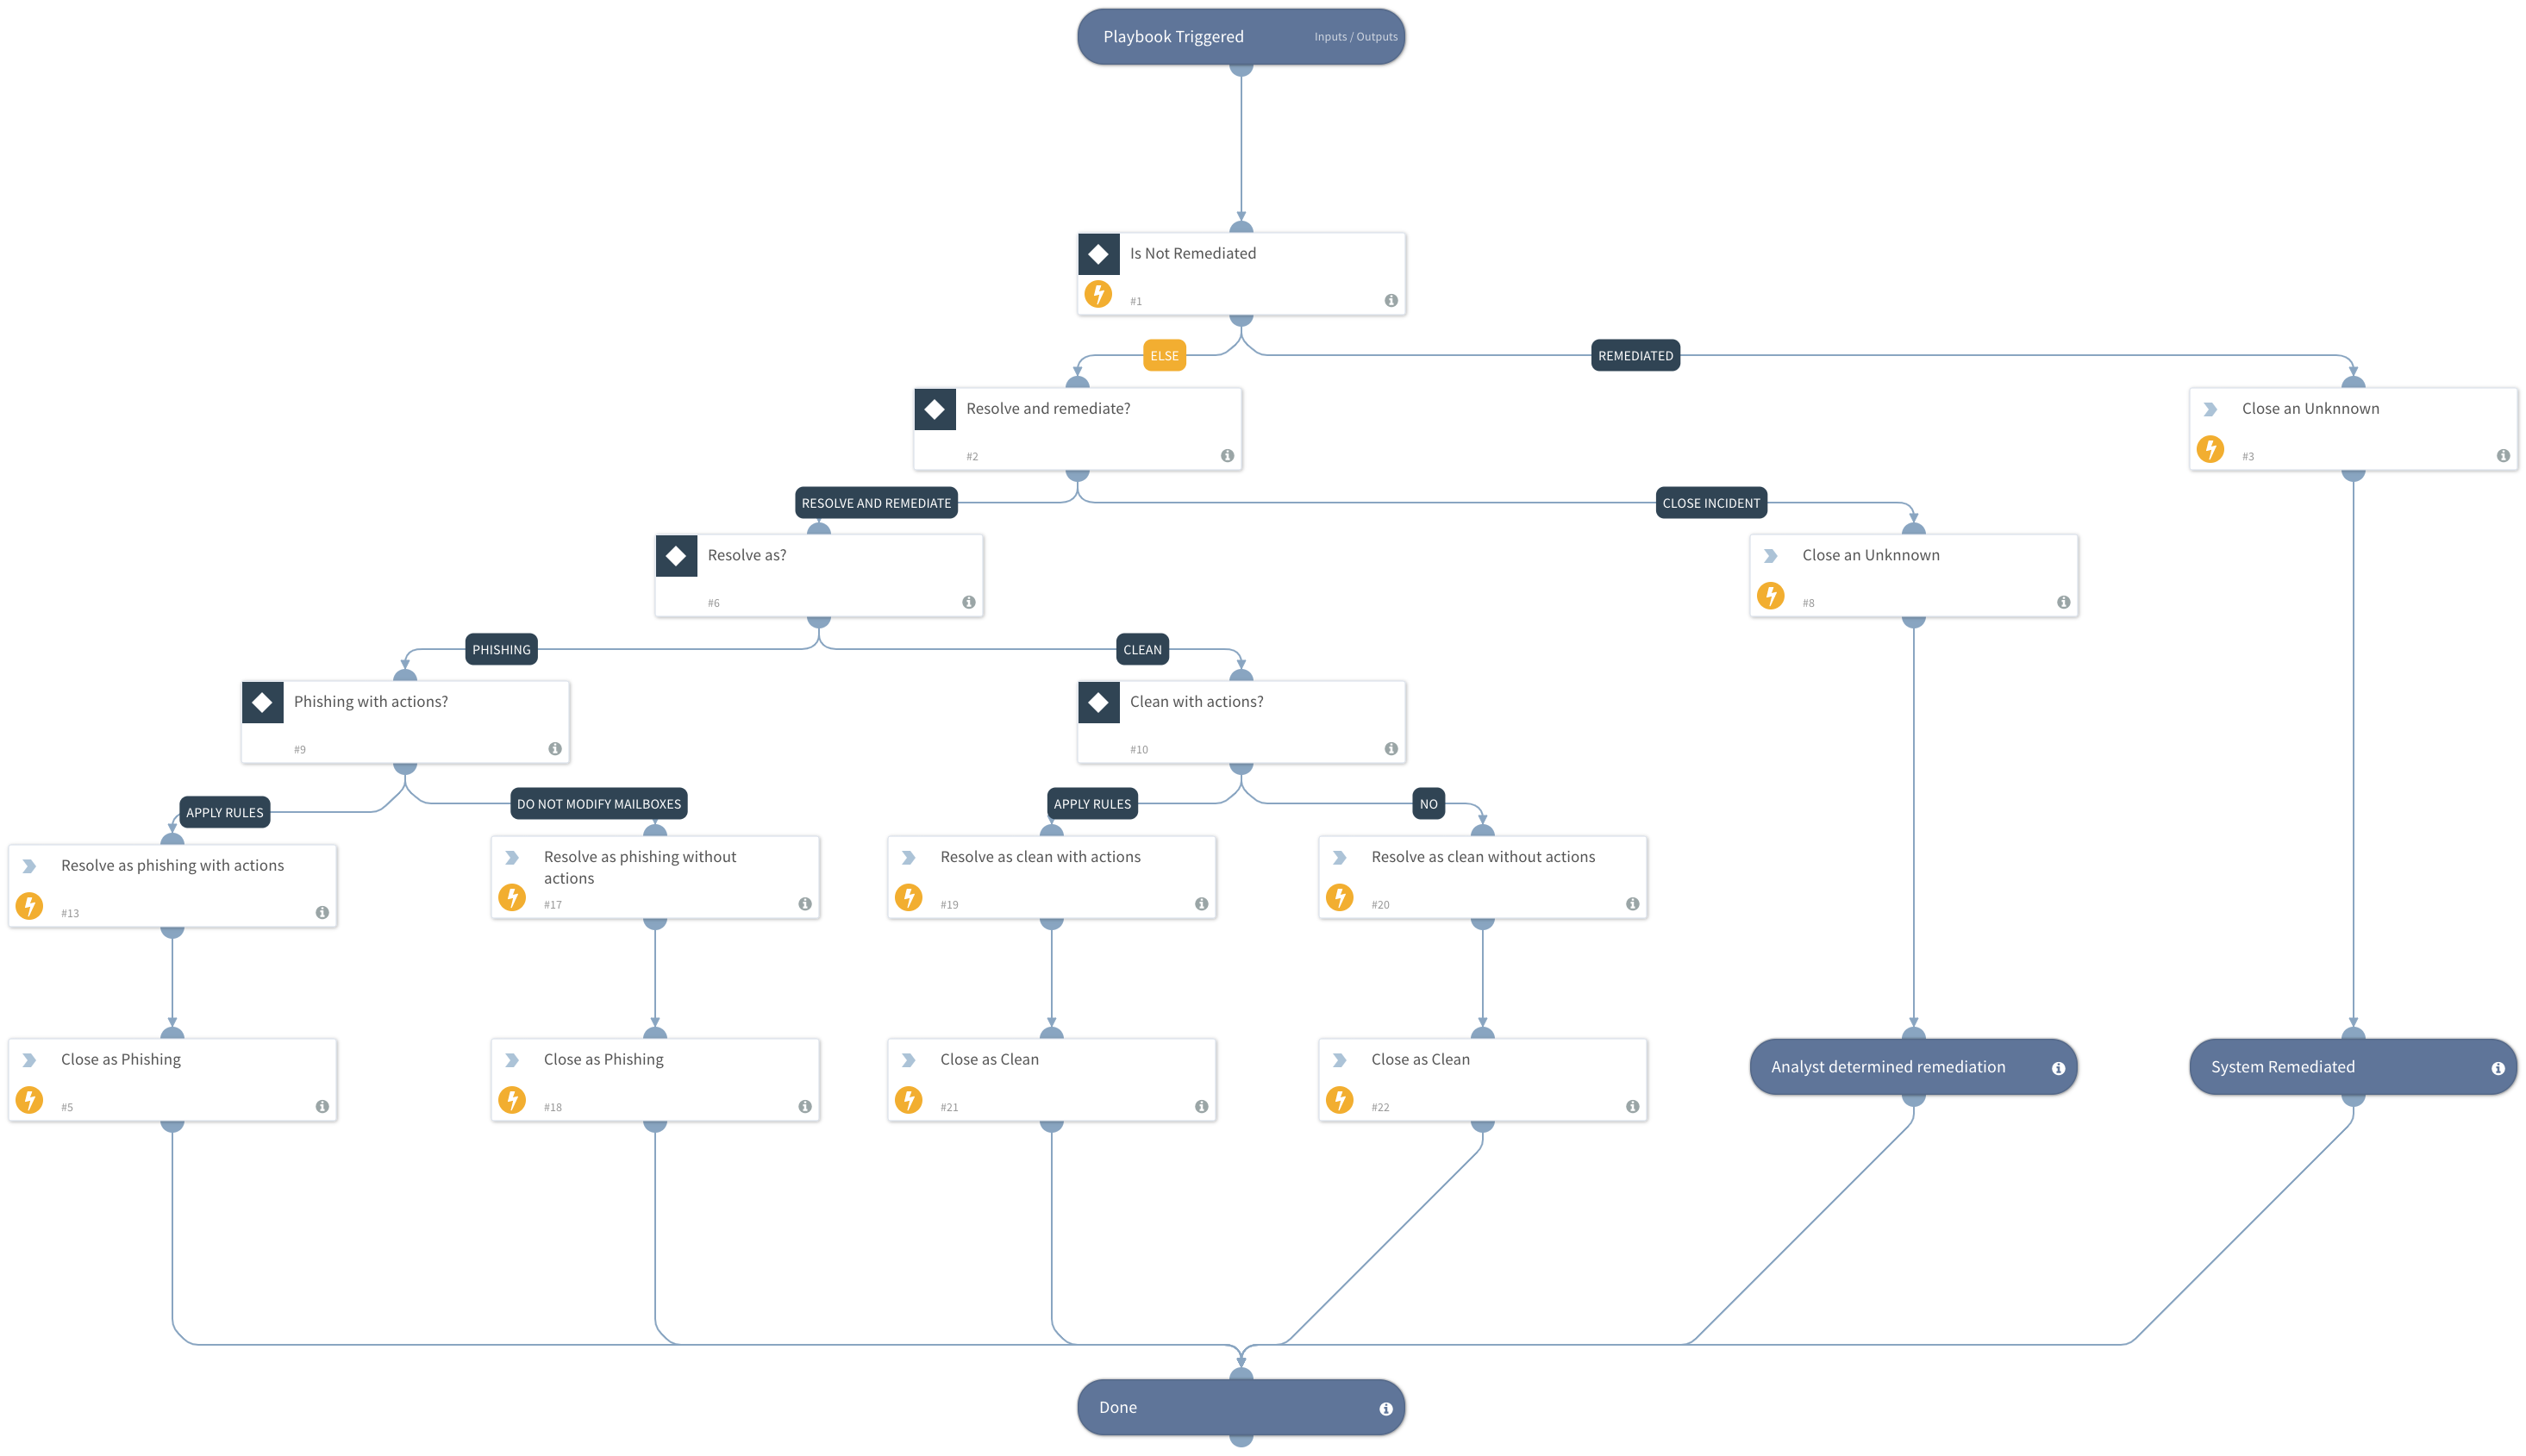 Playbook Triggered
Inputs / Outputs
Is Not Remediated
#1
ELSE
REMEDIATED
Resolve and remediate?
#2
Close an Unknnown
#3
RESOLVE AND REMEDIATE
CLOSE INCIDENT
Resolve as?
#6
Close an Unknnown
#8
PHISHING
CLEAN
Phishing with actions?
#9
Clean with actions?
#10
APPLY RULES
DO NOT MODIFY MAILBOXES
APPLY RULES
NO
Resolve as phishing with actions
#13
Resolve as phishing without
actions
#17
Resolve as clean with actions
#19
Resolve as clean without actions
#20
Close as Phishing
#5
Close as Phishing
#18
Close as Clean
#21
Close as Clean
#22
Analyst determined remediation
System Remediated
Done